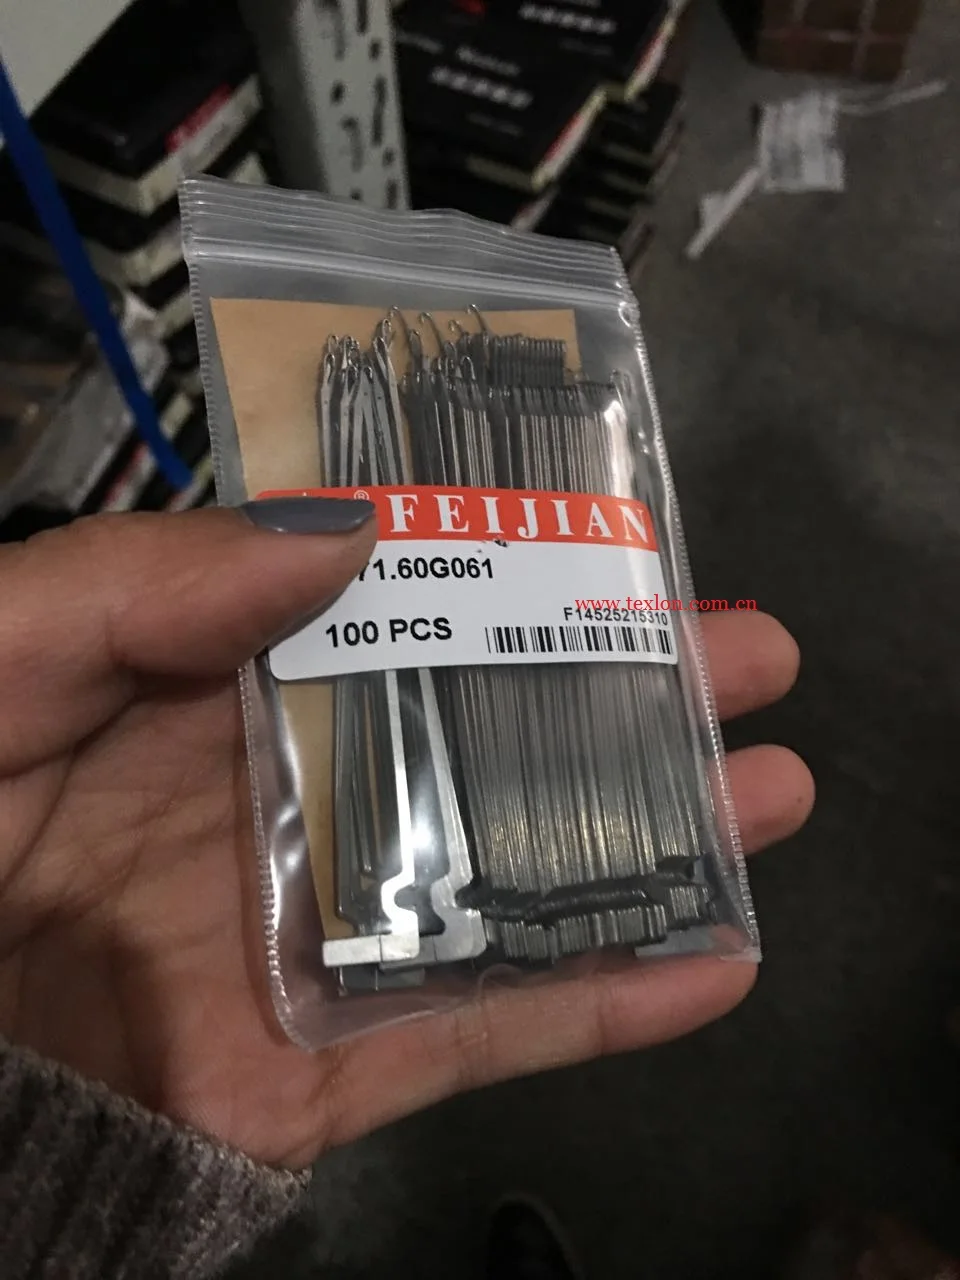 ® FEIJIAN
71.60G061
www.texlon.com.cn
F14525215310
100 PCS